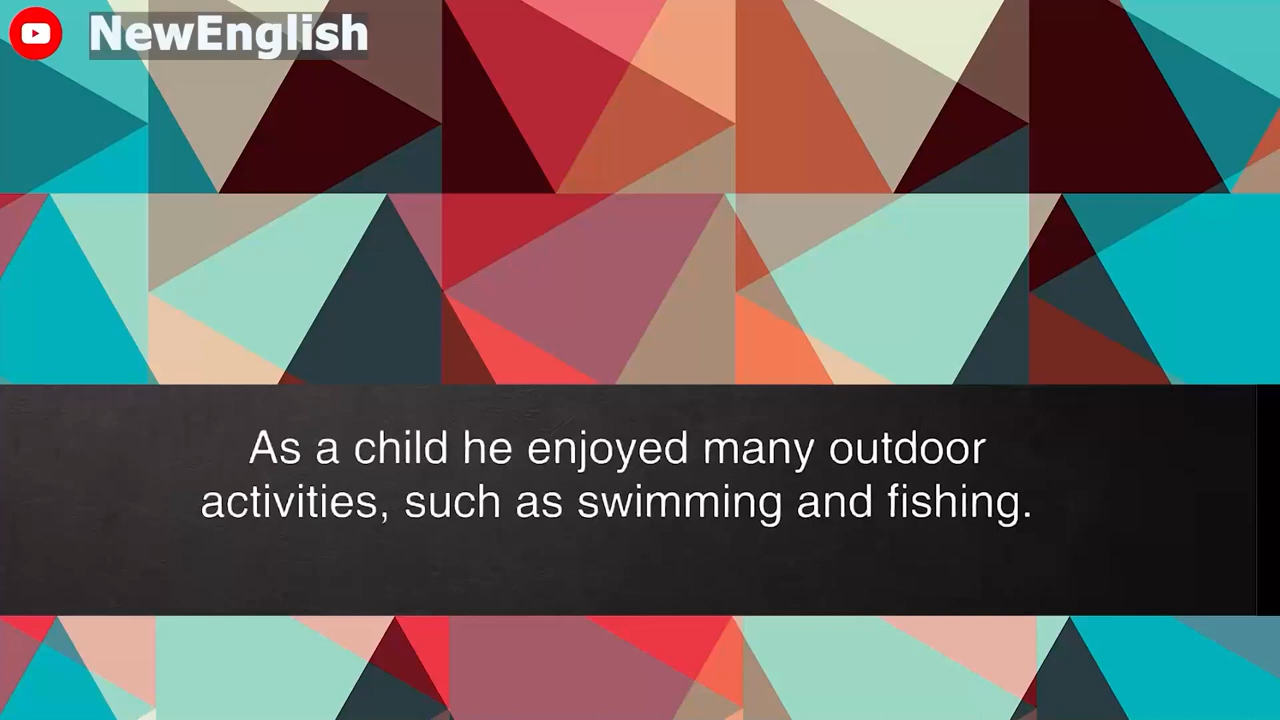 NewEnglish
As a child he enjoyed many outdoor
activities, such as swimming and fishing.